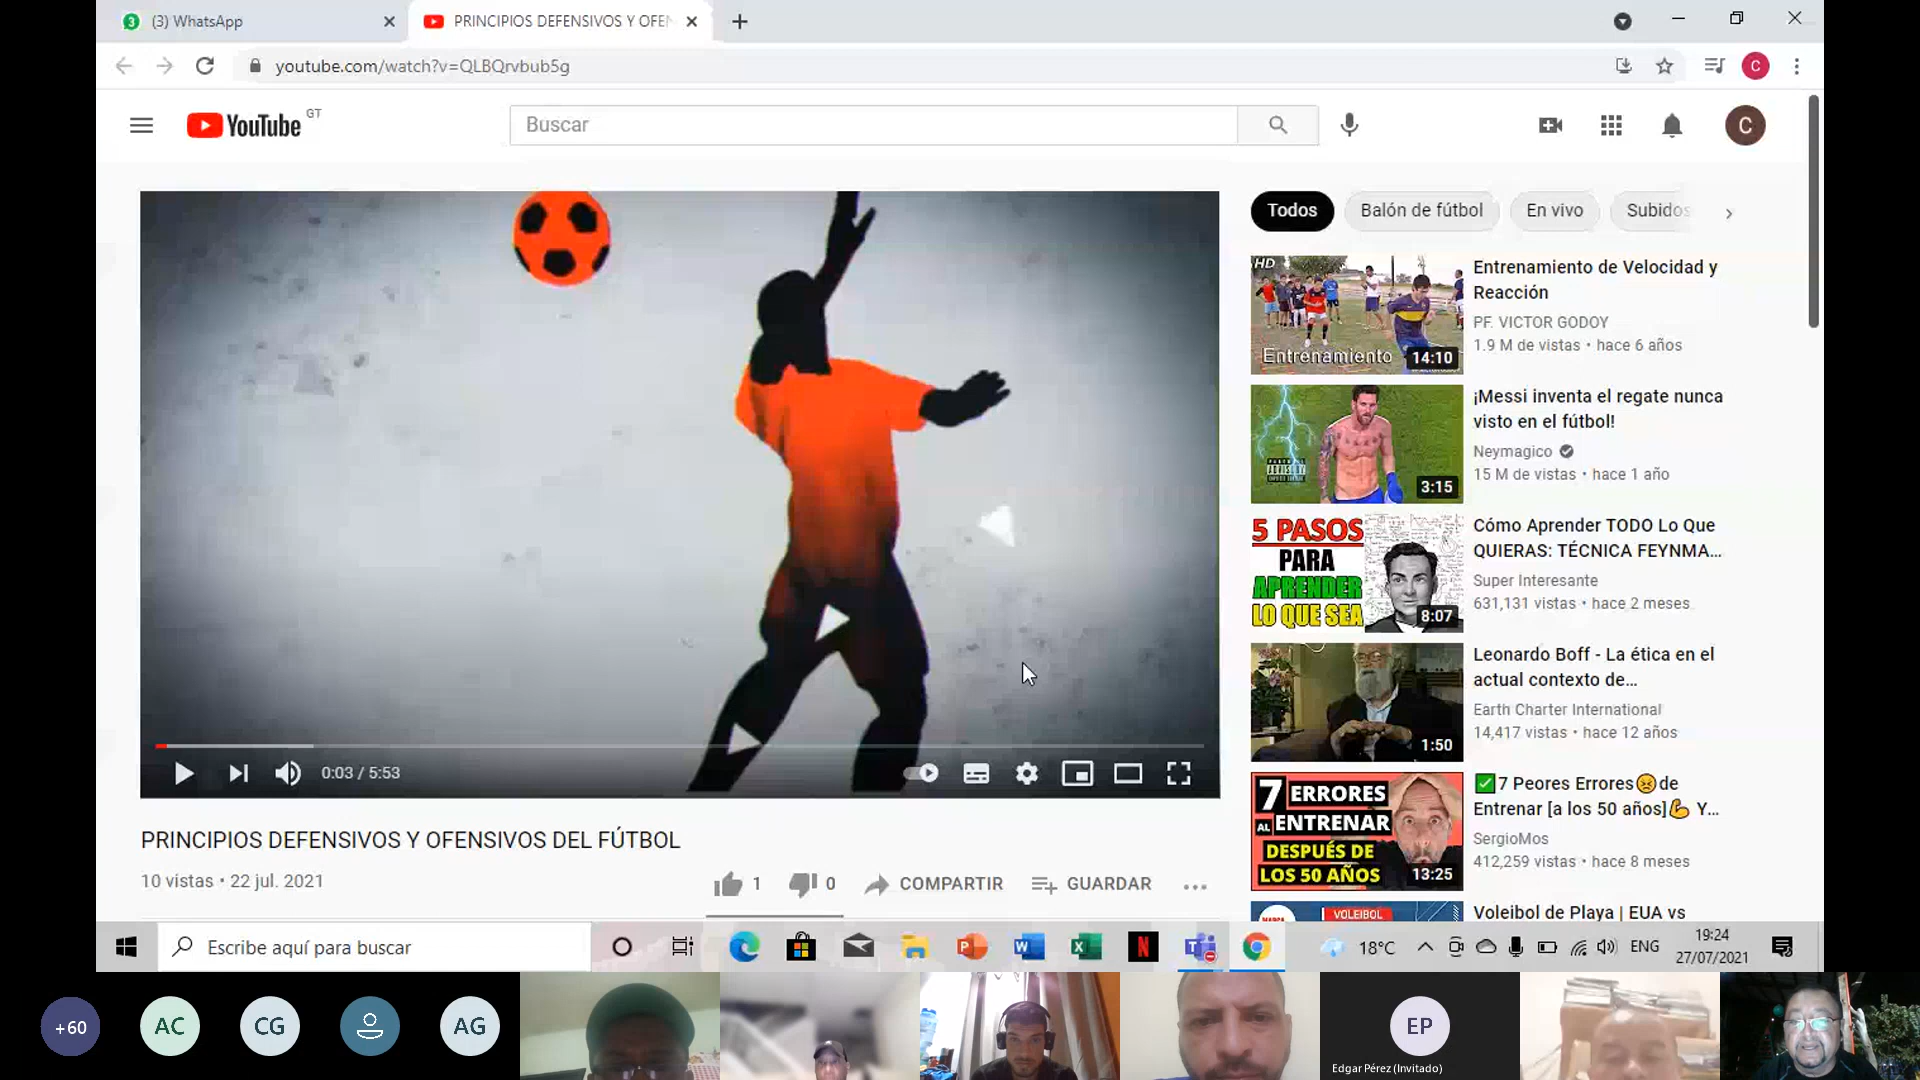 (3) WhatsApp
PRINCIPIOS DEFENSIVOS Y OFEN
youtube.com/watch?v=QLBQrvbub5g
C
YouTube GT
Buscar
C
Todos
Balón de fútbol
En vivo
Subidos
HD
Entrenamiento
14:10
Entrenamiento de Velocidad y
Reacción
PF. VICTOR GODOY
1.9 M de vistas • hace 6 años
3:15
¡Messi inventa el regate nunca
visto en el fútbol!
Neymagico
15 M de vistas • hace 1 año
5 PASOS
PARA
APRENDER
LO QUE SEA
8:07
Cómo Aprender TODO Lo Que
QUIERAS: TÉCNICA FEYNMA...
Super Interesante
631,131 vistas • hace 2 meses
1:50
Leonardo Boff - La ética en el
actual contexto de...
Earth Charter International
14,417 vistas • hace 12 años
7 ERRORES
AL ENTRENAR
DESPUÉS DE
LOS 50 AÑOS
13:25
✅7 Peores Errores😣de
Entrenar [a los 50 años]💪 Y...
SergioMos
412,259 vistas • hace 8 meses
VOLEIBOL
Voleibol de Playa | EUA vs
0:03 / 5:53
PRINCIPIOS DEFENSIVOS Y OFENSIVOS DEL FÚTBOL
10 vistas • 22 jul. 2021
1
0
COMPARTIR
GUARDAR
Escribe aquí para buscar
18°C
ENG
19:24
27/07/2021
+60
AC
CG
AG
EP
Edgar Pérez (Invitado)